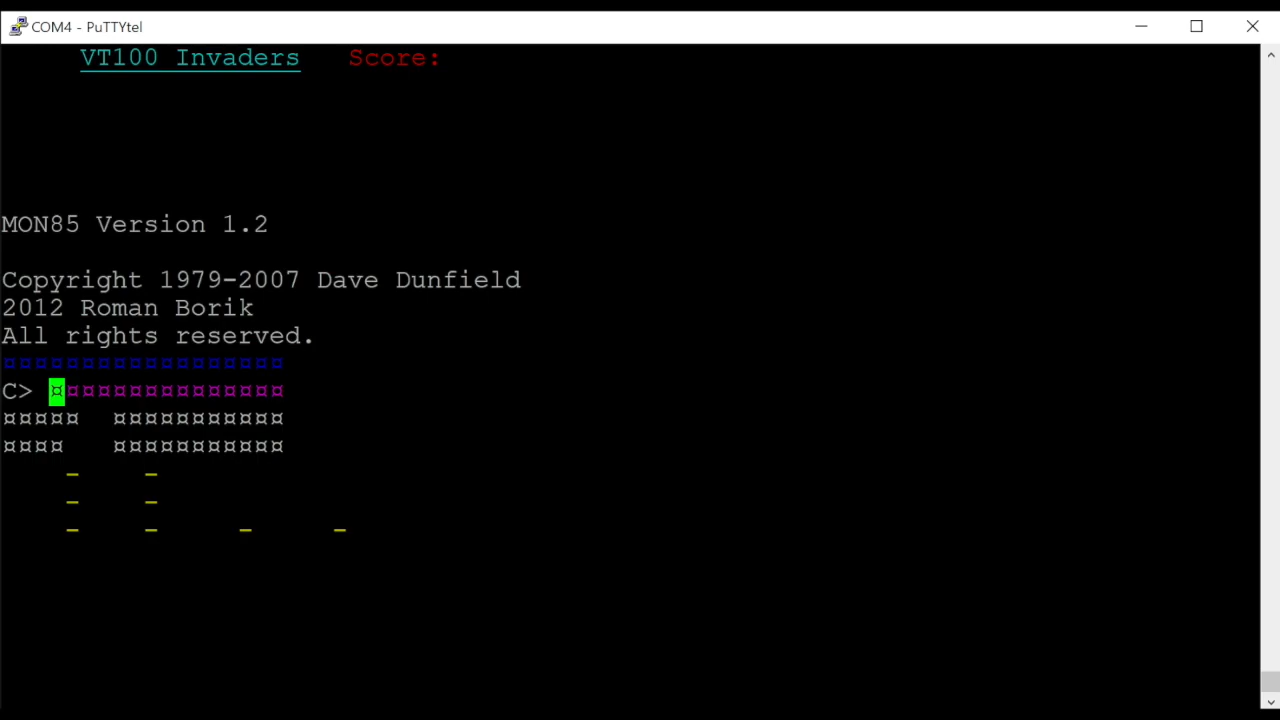 COM4 - PuTTYtel
VT100 Invaders Score:
MON85 Version 1.2
Copyright 1979-2007 Dave Dunfield
2012 Roman Borik
All rights reserved.
¤¤¤¤¤¤¤¤¤¤¤¤¤¤¤¤¤¤
C> ¤¤¤¤¤¤¤¤¤¤¤¤¤¤¤
¤¤¤¤¤ ¤¤¤¤¤¤¤¤¤¤¤
¤¤¤¤ ¤¤¤¤¤¤¤¤¤¤¤
- -
- -
- - - -